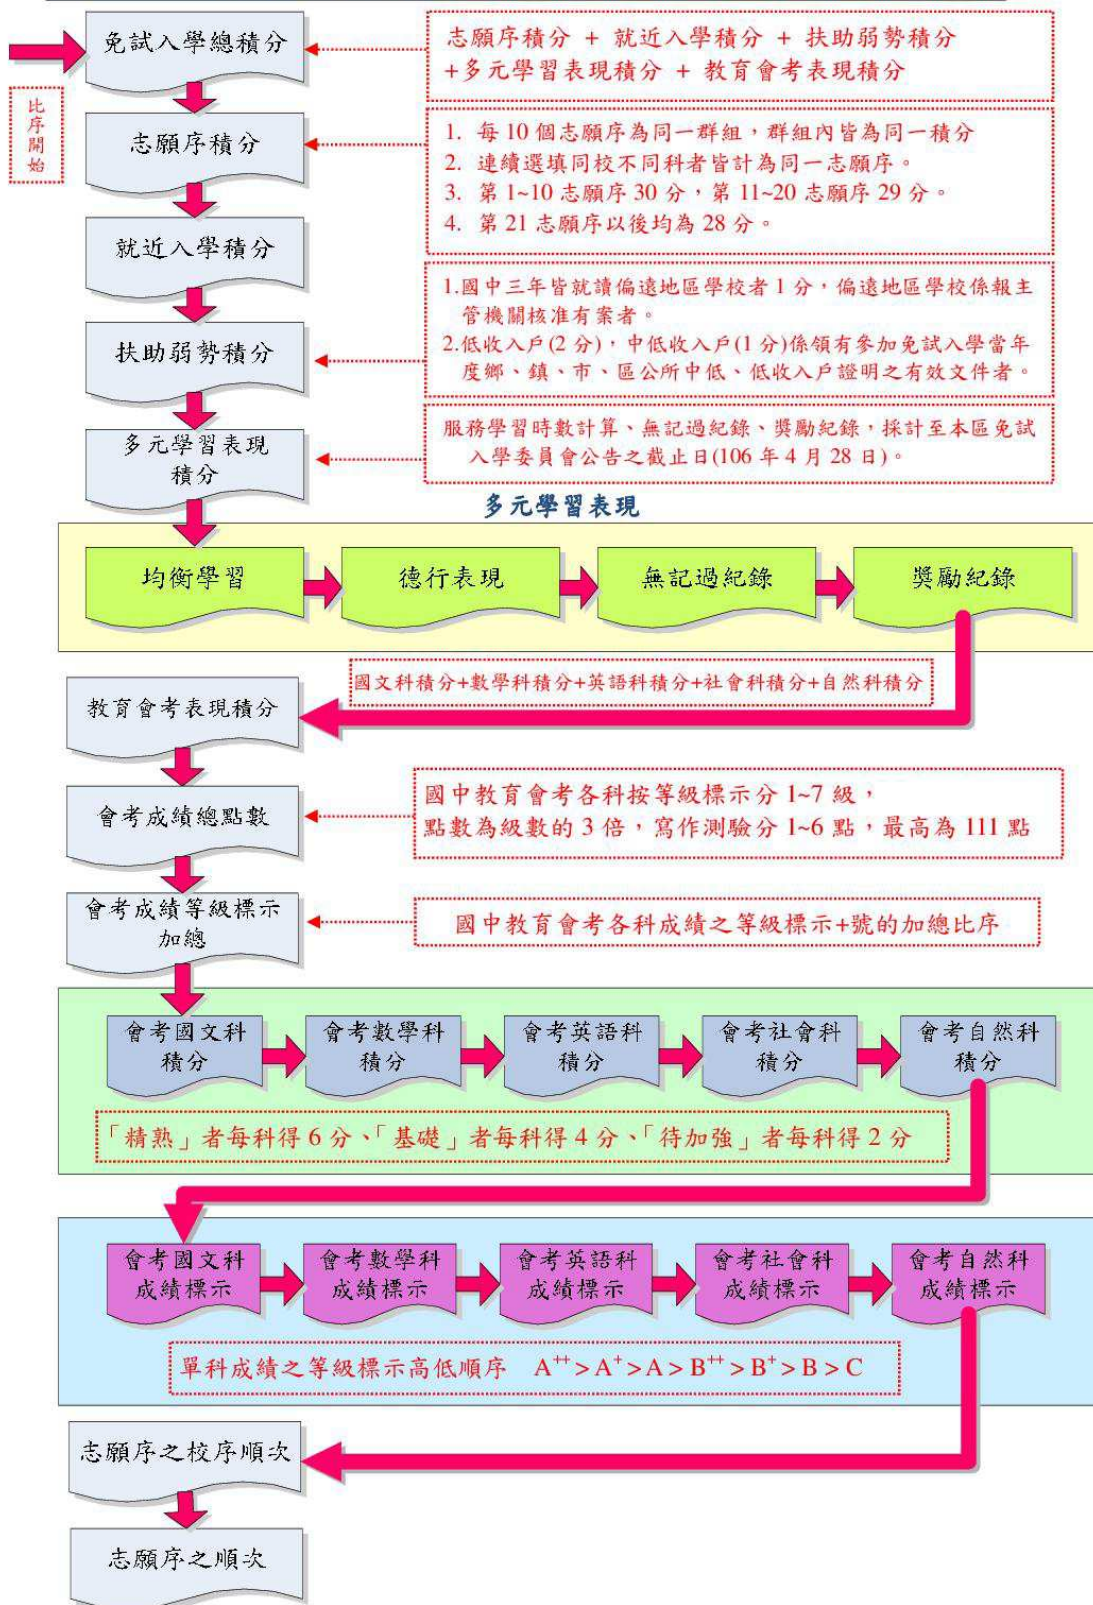 免試入學總積分
志願序積分 + 就近入學積分 + 扶助弱勢積分
+多元學習表現積分 + 教育會考表現積分
比序開始
志願序積分
1. 每 10 個志願序為同一群組，群組內皆為同一積分
2. 連續選填同校不同科者皆計為同一志願序。
3. 第 1~10 志願序 30 分，第 11~20 志願序 29 分。
4. 第 21 志願序以後均為 28 分。
就近入學積分
扶助弱勢積分
1.國中三年皆就讀偏遠地區學校者 1 分，偏遠地區學校係報主
管機關核准有案者。
2.低收入戶(2 分)，中低收入戶(1 分)係領有參加免試入學當年
度鄉、鎮、市、區公所中低、低收入戶證明之有效文件者。
多元學習表現
積分
服務學習時數計算、無記過紀錄、獎勵紀錄，採計至本區免試
入學委員會公告之截止日(106 年 4 月 28 日)。
多元學習表現
均衡學習
德行表現
無記過紀錄
獎勵紀錄
國文科積分+數學科積分+英語科積分+社會科積分+自然科積分
教育會考表現積分
會考成績總點數
國中教育會考各科按等級標示分 1~7 級，
點數為級數的 3 倍，寫作測驗分 1~6 點，最高為 111 點
會考成績等級標示
加總
國中教育會考各科成績之等級標示+號的加總比序
會考國文科
積分
會考數學科
積分
會考英語科
積分
會考社會科
積分
會考自然科
積分
「精熟」者每科得 6 分、「基礎」者每科得 4 分、「待加強」者每科得 2 分
會考國文科
成績標示
會考數學科
成績標示
會考英語科
成績標示
會考社會科
成績標示
會考自然科
成績標示
單科成績之等級標示高低順序 A⁺⁺>A⁺>A>B⁺⁺>B⁺>B>C
志願序之校序順次
志願序之順次